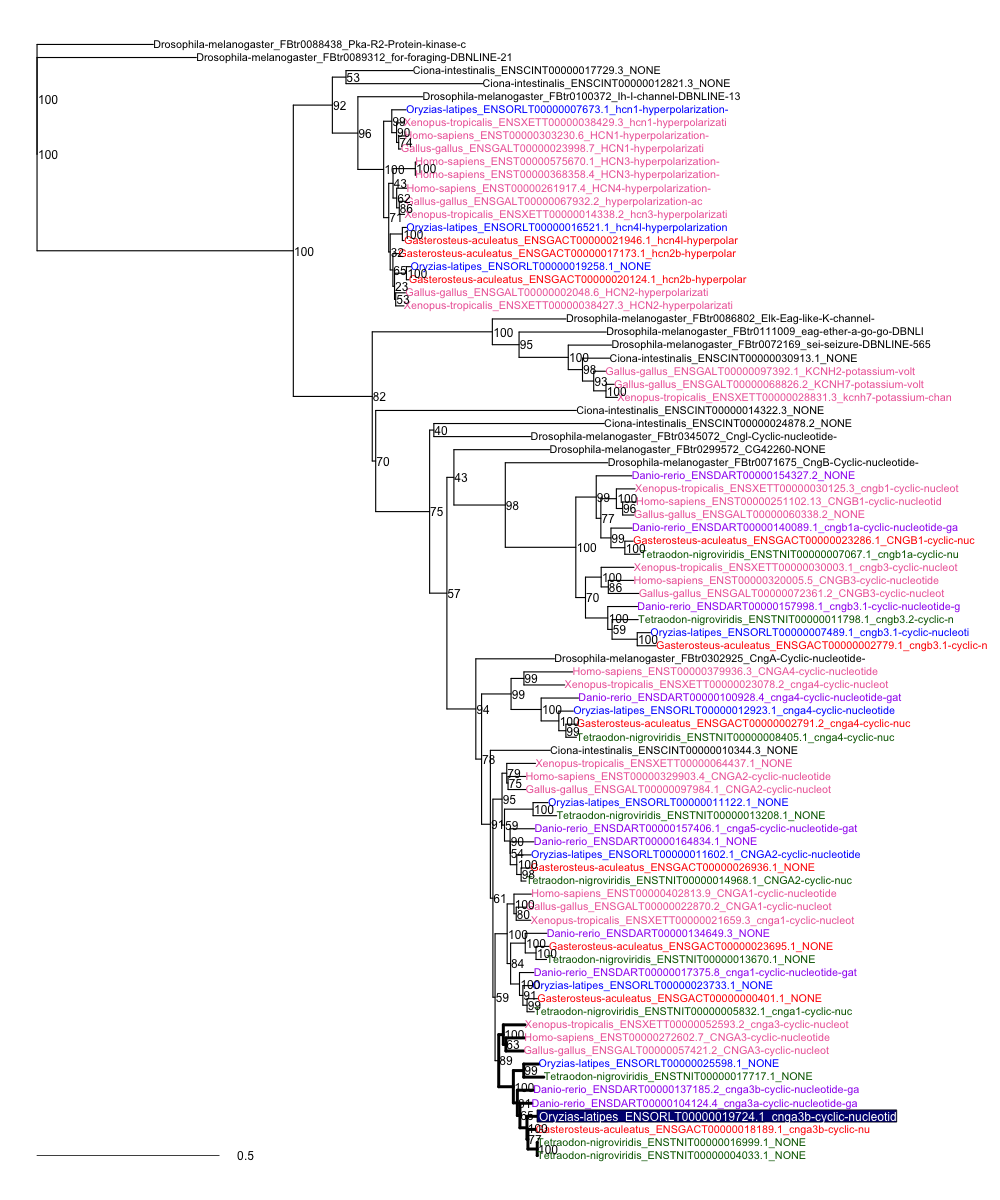 Drosophila-melanogaster_FBtr0088438_Pka-R2-Protein-kinase-c
Drosophila-melanogaster_FBtr0089312_for-foraging-DBNLINE-21
Ciona-intestinalis_ENSCINT00000017729.3_NONE
53
Ciona-intestinalis_ENSCINT00000012821.3_NONE
Drosophila-melanogaster_FBtr0100372_Ih-I-channel-DBNLINE-13
100
92
Oryzias-latipes_ENSORLT00000007673.1_hcn1-hyperpolarization-
99
Xenopus-tropicalis_ENSXETT00000038429.3_hcn1-hyperpolarizati
96
90
Homo-sapiens_ENST00000303230.6_HCN1-hyperpolarization-
74
Gallus-gallus_ENSGALT00000023998.7_HCN1-hyperpolarizati
100
Homo-sapiens_ENST00000575670.1_HCN3-hyperpolarization-
100
100
Homo-sapiens_ENST00000368358.4_HCN3-hyperpolarization-
43
Homo-sapiens_ENST00000261917.4_HCN4-hyperpolarization-
62
Gallus-gallus_ENSGALT00000067932.2_hyperpolarization-ac
86
Xenopus-tropicalis_ENSXETT00000014338.2_hcn3-hyperpolarizati
71
Oryzias-latipes_ENSORLT00000016521.1_hcn4l-hyperpolarization
100
Gasterosteus-aculeatus_ENSGACT00000021946.1_hcn4l-hyperpolar
100
32
Gasterosteus-aculeatus_ENSGACT00000017173.1_hcn2b-hyperpolar
Oryzias-latipes_ENSORLT00000019258.1_NONE
65
100
Gasterosteus-aculeatus_ENSGACT00000020124.1_hcn2b-hyperpolar
23
Gallus-gallus_ENSGALT00000002048.6_HCN2-hyperpolarizati
53
Xenopus-tropicalis_ENSXETT00000038427.3_HCN2-hyperpolarizati
Drosophila-melanogaster_FBtr0086802_Elk-Eag-like-K-channel-
100
Drosophila-melanogaster_FBtr0111009_eag-ether-a-go-go-DBNLI
95
Drosophila-melanogaster_FBtr0072169_sei-seizure-DBNLINE-565
100
Ciona-intestinalis_ENSCINT00000030913.1_NONE
98
Gallus-gallus_ENSGALT00000097392.1_KCNH2-potassium-volt
93
Gallus-gallus_ENSGALT00000068826.2_KCNH7-potassium-volt
100
Xenopus-tropicalis_ENSXETT00000028831.3_kcnh7-potassium-chan
82
Ciona-intestinalis_ENSCINT00000014322.3_NONE
Ciona-intestinalis_ENSCINT00000024878.2_NONE
40
Drosophila-melanogaster_FBtr0345072_Cngl-Cyclic-nucleotide-
Drosophila-melanogaster_FBtr0299572_CG42260-NONE
70
Drosophila-melanogaster_FBtr0071675_CngB-Cyclic-nucleotide-
43
Danio-rerio_ENSDART00000154327.2_NONE
Xenopus-tropicalis_ENSXETT00000030125.3_cngb1-cyclic-nucleot
99
100
Homo-sapiens_ENST00000251102.13_CNGB1-cyclic-nucleotid
98
96
Gallus-gallus_ENSGALT00000060338.2_NONE
75
77
Danio-rerio_ENSDART00000140089.1_cngb1a-cyclic-nucleotide-ga
99
Gasterosteus-aculeatus_ENSGACT00000023286.1_CNGB1-cyclic-nuc
100
100
Tetraodon-nigroviridis_ENSTNIT00000007067.1_cngb1a-cyclic-nu
Xenopus-tropicalis_ENSXETT00000030003.1_cngb3-cyclic-nucleot
100
Homo-sapiens_ENST00000320005.5_CNGB3-cyclic-nucleotide
86
Gallus-gallus_ENSGALT00000072361.2_CNGB3-cyclic-nucleot
57
70
Danio-rerio_ENSDART00000157998.1_cngb3.1-cyclic-nucleotide-g
100
Tetraodon-nigroviridis_ENSTNIT00000011798.1_cngb3.2-cyclic-n
59
Oryzias-latipes_ENSORLT00000007489.1_cngb3.1-cyclic-nucleoti
100
Gasterosteus-aculeatus_ENSGACT00000002779.1_cngb3.1-cyclic-n
Drosophila-melanogaster_FBtr0302925_CngA-Cyclic-nucleotide-
Homo-sapiens_ENST00000379936.3_CNGA4-cyclic-nucleotide
99
Xenopus-tropicalis_ENSXETT00000023078.2_cnga4-cyclic-nucleot
99
Danio-rerio_ENSDART00000100928.4_cnga4-cyclic-nucleotide-gat
94
100
Oryzias-latipes_ENSORLT00000012923.1_cnga4-cyclic-nucleotide
100
Gasterosteus-aculeatus_ENSGACT00000002791.2_cnga4-cyclic-nuc
99
Tetraodon-nigroviridis_ENSTNIT00000008405.1_cnga4-cyclic-nuc
Ciona-intestinalis_ENSCINT00000010344.3_NONE
78
Xenopus-tropicalis_ENSXETT00000064437.1_NONE
79
Homo-sapiens_ENST00000329903.4_CNGA2-cyclic-nucleotide
75
Gallus-gallus_ENSGALT00000097984.1_CNGA2-cyclic-nucleot
95
Oryzias-latipes_ENSORLT00000011122.1_NONE
100
Tetraodon-nigroviridis_ENSTNIT00000013208.1_NONE
91
59
Danio-rerio_ENSDART00000157406.1_cnga5-cyclic-nucleotide-gat
90
Danio-rerio_ENSDART00000164834.1_NONE
54
Oryzias-latipes_ENSORLT00000011602.1_CNGA2-cyclic-nucleotide
100
Gasterosteus-aculeatus_ENSGACT00000026936.1_NONE
98
Tetraodon-nigroviridis_ENSTNIT00000014968.1_CNGA2-cyclic-nuc
Homo-sapiens_ENST00000402813.9_CNGA1-cyclic-nucleotide
61
100
Gallus-gallus_ENSGALT00000022870.2_CNGA1-cyclic-nucleot
80
Xenopus-tropicalis_ENSXETT00000021659.3_cnga1-cyclic-nucleot
100
Danio-rerio_ENSDART00000134649.3_NONE
100
Gasterosteus-aculeatus_ENSGACT00000023695.1_NONE
100
Tetraodon-nigroviridis_ENSTNIT00000013670.1_NONE
84
Danio-rerio_ENSDART00000017375.8_cnga1-cyclic-nucleotide-gat
100
Oryzias-latipes_ENSORLT00000023733.1_NONE
59
91
Gasterosteus-aculeatus_ENSGACT00000000401.1_NONE
99
Tetraodon-nigroviridis_ENSTNIT00000005832.1_cnga1-cyclic-nuc
Xenopus-tropicalis_ENSXETT00000052593.2_cnga3-cyclic-nucleot
100
Homo-sapiens_ENST00000272602.7_CNGA3-cyclic-nucleotide
63
Gallus-gallus_ENSGALT00000057421.2_CNGA3-cyclic-nucleot
89
Oryzias-latipes_ENSORLT00000025598.1_NONE
99
Tetraodon-nigroviridis_ENSTNIT00000017717.1_NONE
100
Danio-rerio_ENSDART00000137185.2_cnga3b-cyclic-nucleotide-ga
Danio-rerio_ENSDART00000104124.4_cnga3a-cyclic-nucleotide-ga
Oryzias-latipes_ENSORLT00000019724.1_cnga3b-cyclic-nucleotid
65
100
Gasterosteus-aculeatus_ENSGACT00000018189.1_cnga3b-cyclic-nu
77
Tetraodon-nigroviridis_ENSTNIT00000016999.1_NONE
100
Tetraodon-nigroviridis_ENSTNIT00000004033.1_NONE
0.5